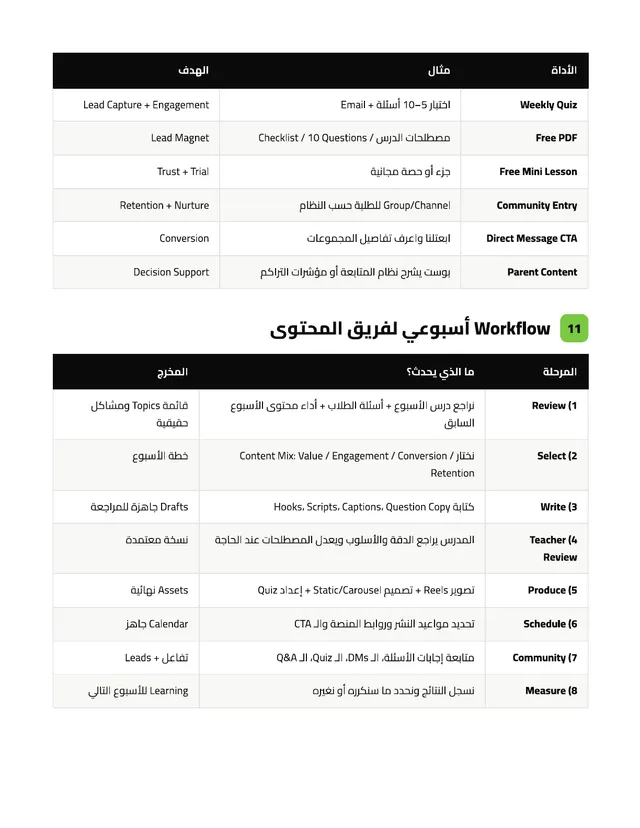 الأداة مثال الهدف
Weekly Quiz اختبار 5–10 أسئلة + Email Lead Capture + Engagement
Free PDF مصطلحات الدرس / Checklist / 10 Questions Lead Magnet
Free Mini Lesson جزء أو حصة مجانية Trust + Trial
Community Entry Group/Channel للطلبة حسب النظام Retention + Nurture
Direct Message CTA ابعتلنا واعرف تفاصيل المجموعات Conversion
Parent Content بوست يشرح نظام المتابعة أو مؤشرات التراكم Decision Support
11 Workflow أسبوعي لفريق المحتوى
المرحلة ما الذي يحدث؟ المخرج
1) Review نراجع درس الأسبوع + أسئلة الطلاب + أداء محتوى الأسبوع قائمة Topics ومشاكل
السابق حقيقية
2) Select نختار Content Mix: Value / Engagement / Conversion / خطة الأسبوع
Retention
3) Write كتابة Hooks، Scripts، Captions، Question Copy Drafts جاهزة للمراجعة
4) Teacher المدرس يراجع الدقة والأسلوب ويعدل المصطلحات عند الحاجة نسخة معتمدة
Review
5) Produce تصوير Reels + تصميم Static/Carousel + إعداد Quiz Assets نهائية
6) Schedule تحديد مواعيد النشر وروابط المنصة والـ CTA Calendar جاهز
7) Community متابعة إجابات الأسئلة، الـ DMs، الـ Quiz، الـ Q&A تفاعل + Leads
8) Measure نسجل النتائج ونحدد ما سنكرره أو نغيره Learning للأسبوع التالي